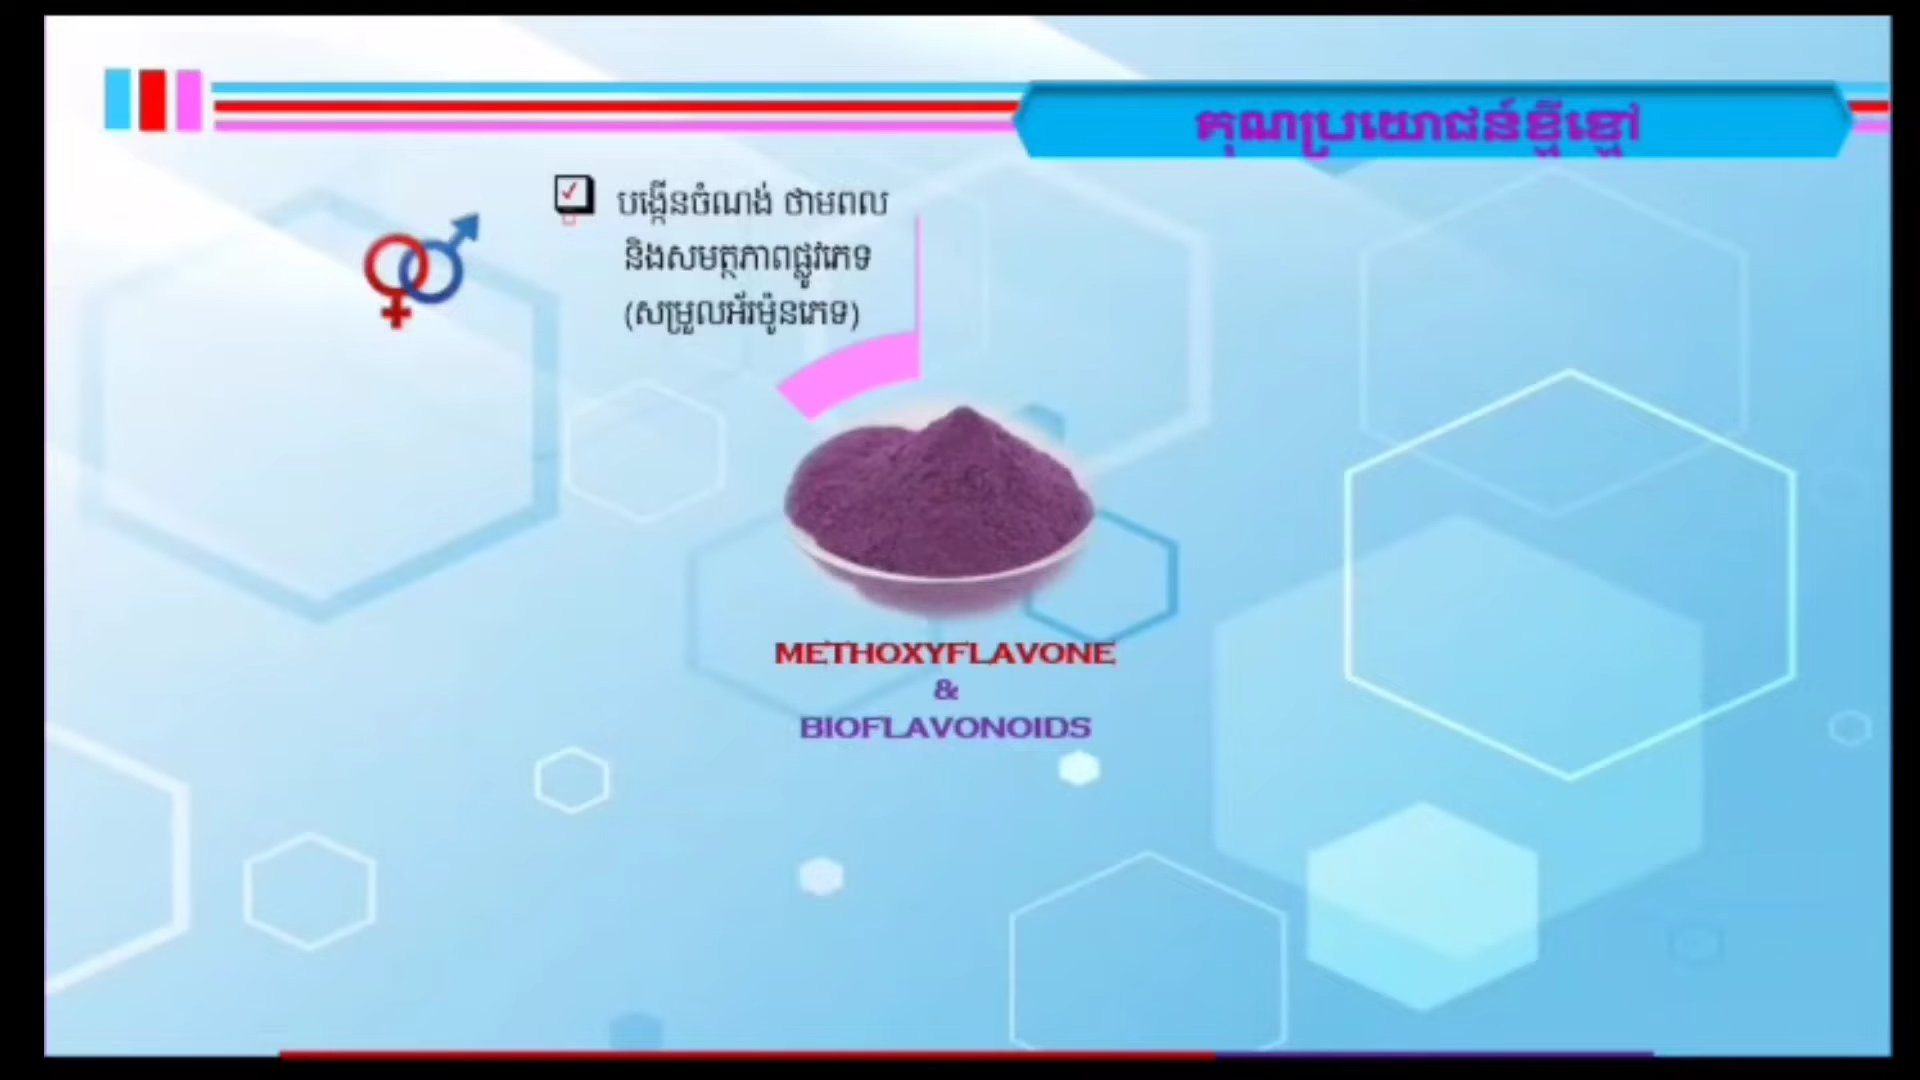 គុណប្រយោជន៍ខ្មីខ្មៅ
បង្កើនចំណង់ ថាមពល
និងសមត្ថភាពផ្លូវភេទ
(សម្រួលអ័រម៉ូនភេទ)
METHOXYFLAVONE
&
BIOFLAVONOIDS